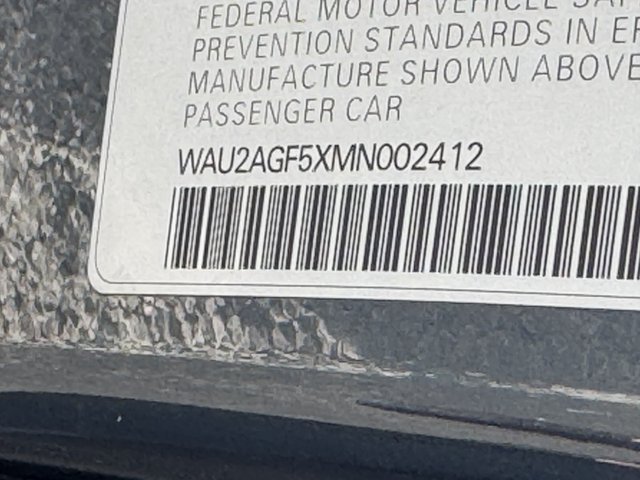 FEDERAL MOTOR VEHICLE
PREVENTION STANDARDS IN
MANUFACTURE SHOWN ABOVE
PASSENGER CAR
WAU2AGF5XMN002412